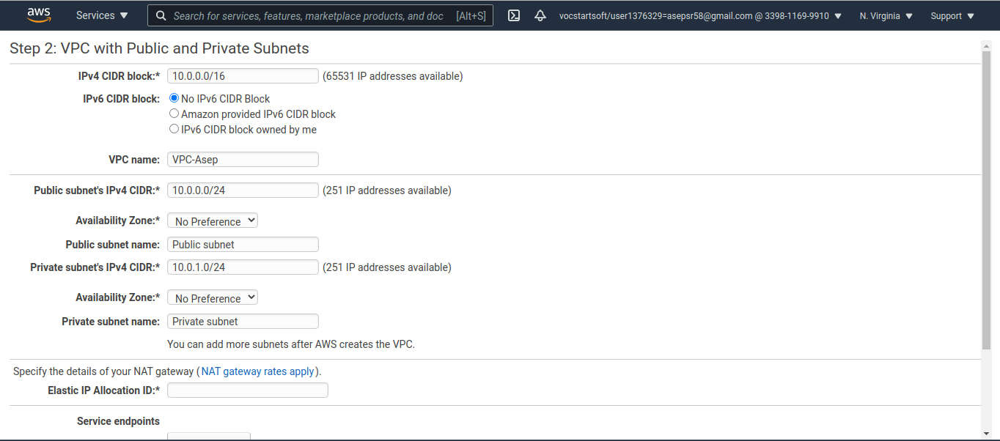 aws Services Search for services, features, marketplace products, and doc [Alt+S] vocstartsoft/user1376329=asepsr58@gmail.com @ 3398-1169-9910 N. Virginia Support
Step 2: VPC with Public and Private Subnets
IPv4 CIDR block:* 10.0.0.0/16 (65531 IP addresses available)
IPv6 CIDR block: No IPv6 CIDR Block
Amazon provided IPv6 CIDR block
IPv6 CIDR block owned by me
VPC name: VPC-Asep
Public subnet's IPv4 CIDR:* 10.0.0.0/24 (251 IP addresses available)
Availability Zone:* No Preference
Public subnet name: Public subnet
Private subnet's IPv4 CIDR:* 10.0.1.0/24 (251 IP addresses available)
Availability Zone:* No Preference
Private subnet name: Private subnet
You can add more subnets after AWS creates the VPC.
Specify the details of your NAT gateway (NAT gateway rates apply).
Elastic IP Allocation ID:*
Service endpoints